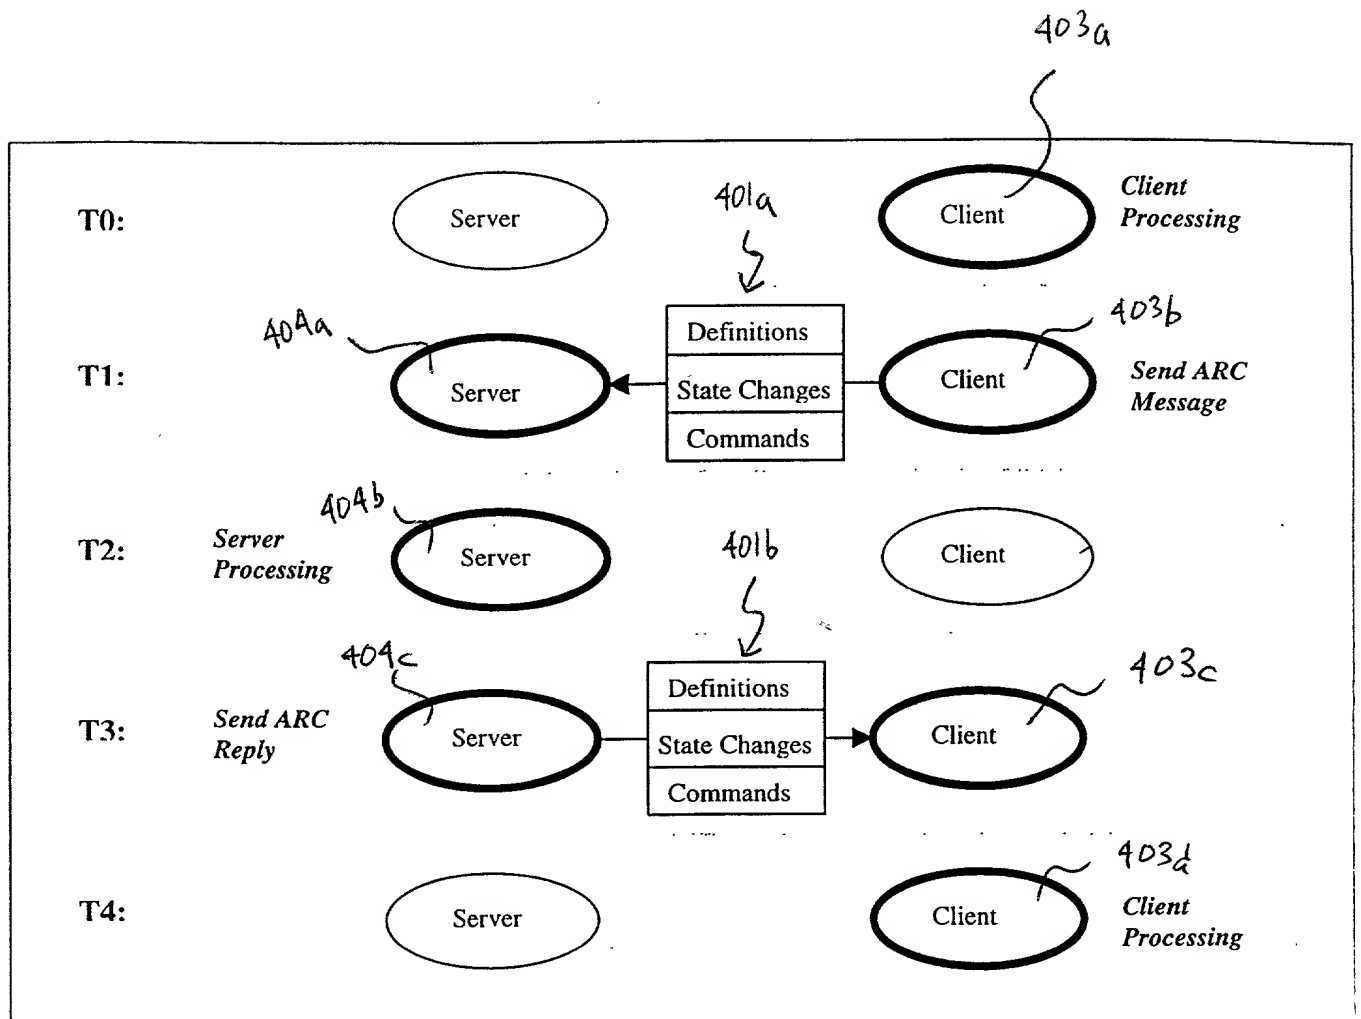 403a
T0:
Server
401a
Client
Client
Processing
404a
Definitions
403b
T1:
Server
State Changes
Client
Send ARC
Message
Commands
404b
T2:
Server
Processing
Server
401b
Client
404c
Definitions
403c
T3:
Send ARC
Reply
Server
State Changes
Client
Commands
403d
T4:
Server
Client
Client
Processing